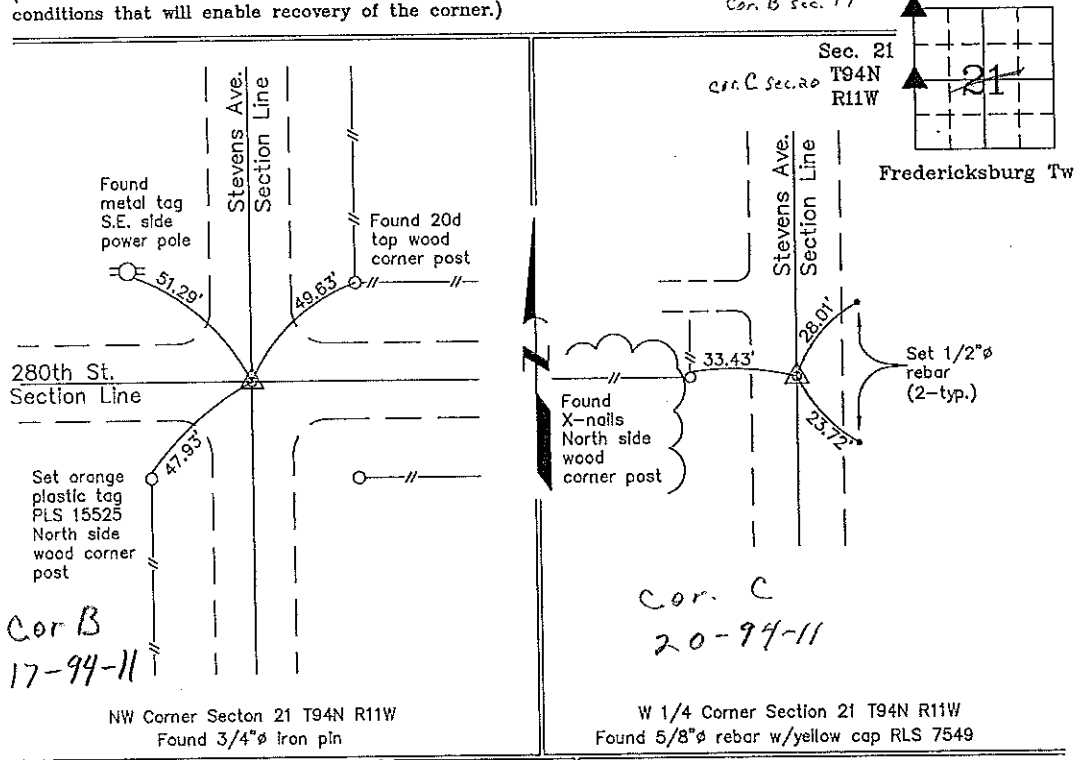 conditions that will enable recovery of the corner.)
Cor. B Sec. 17
Sec. 21
T94N
R11W
cor. C Sec. 20
21
Fredericksburg Tw
Stevens Ave.
Section Line
Found
metal tag
S.E. side
power pole
Found 20d
top wood
corner post
51.29'
49.63'
280th St.
Section Line
47.93'
Set orange
plastic tag
PLS 15525
North side
wood corner
post
Cor B
17-94-11
NW Corner Secton 21 T94N R11W
Found 3/4"ø iron pin
Z
Stevens Ave.
Section Line
28.01'
33.43'
23.72'
Set 1/2"ø
rebar
(2-typ.)
Found
X-nails
North side
wood
corner post
Cor. C
20-94-11
W 1/4 Corner Section 21 T94N R11W
Found 5/8"ø rebar w/yellow cap RLS 7549